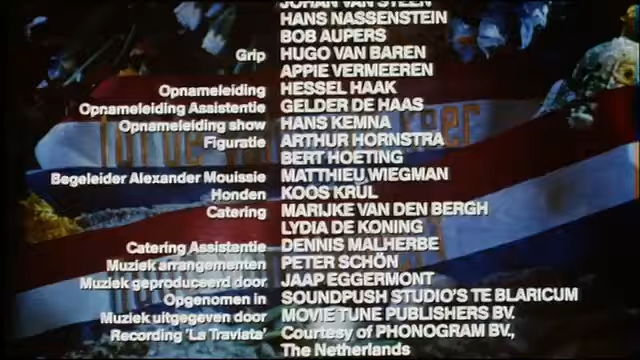 JOHAN VAN STEEN
HANS NASSENSTEIN
BOB AUPERS
Grip HUGO VAN BAREN
APPIE VERMEEREN
Opnameleiding HESSEL HAAK
Opnameleiding Assistentie GELDER DE HAAS
Opnameleiding show HANS KEMNA
Figuratie ARTHUR HORNSTRA
BERT HOETING
Begeleider Alexander Mouissie MATTHIJ WIEGMAN
Honden KOOS KRUL
Catering MARIJKE VAN DEN BERGH
LYDIA DE KONING
Catering Assistentie DENNIS MALHERBE
Muziek arrangementen PETER SCHÖN
Muziek geproduceerd door JAAP EGGERMONT
Opgenomen in SOUNDPUSH STUDIO'S TE BLARICUM
Muziek uitgegeven door MOVIE TUNE PUBLISHERS BV.
Recording 'La Traviata' Courtesy of PHONOGRAM BV.,
The Netherlands